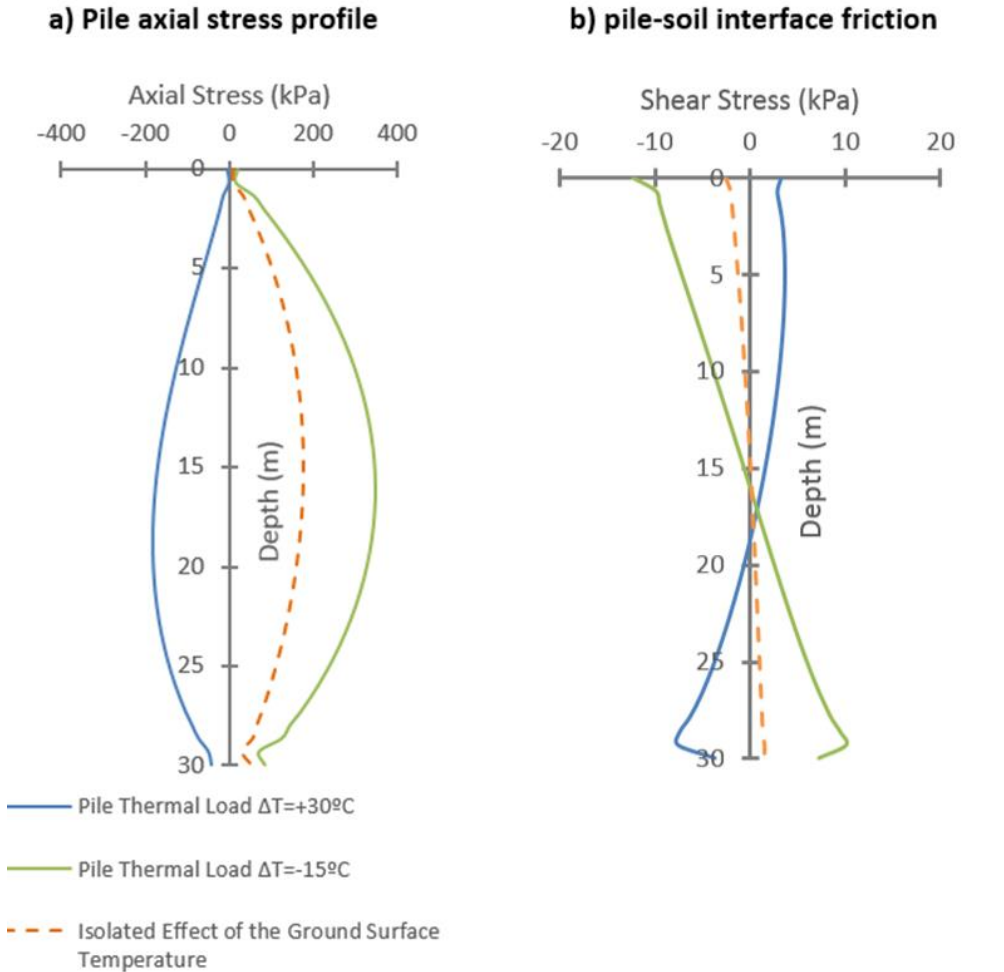 a) Pile axial stress profile
Axial Stress (kPa)
-400 -200 0 200 400
0
5
10
15
20
25
30
Depth (m)
b) pile-soil interface friction
Shear Stress (kPa)
-20 -10 0 10 20
0
5
10
15
20
25
30
Depth (m)
Pile Thermal Load ΔT=+30ºC
Pile Thermal Load ΔT=-15ºC
Isolated Effect of the Ground Surface
Temperature